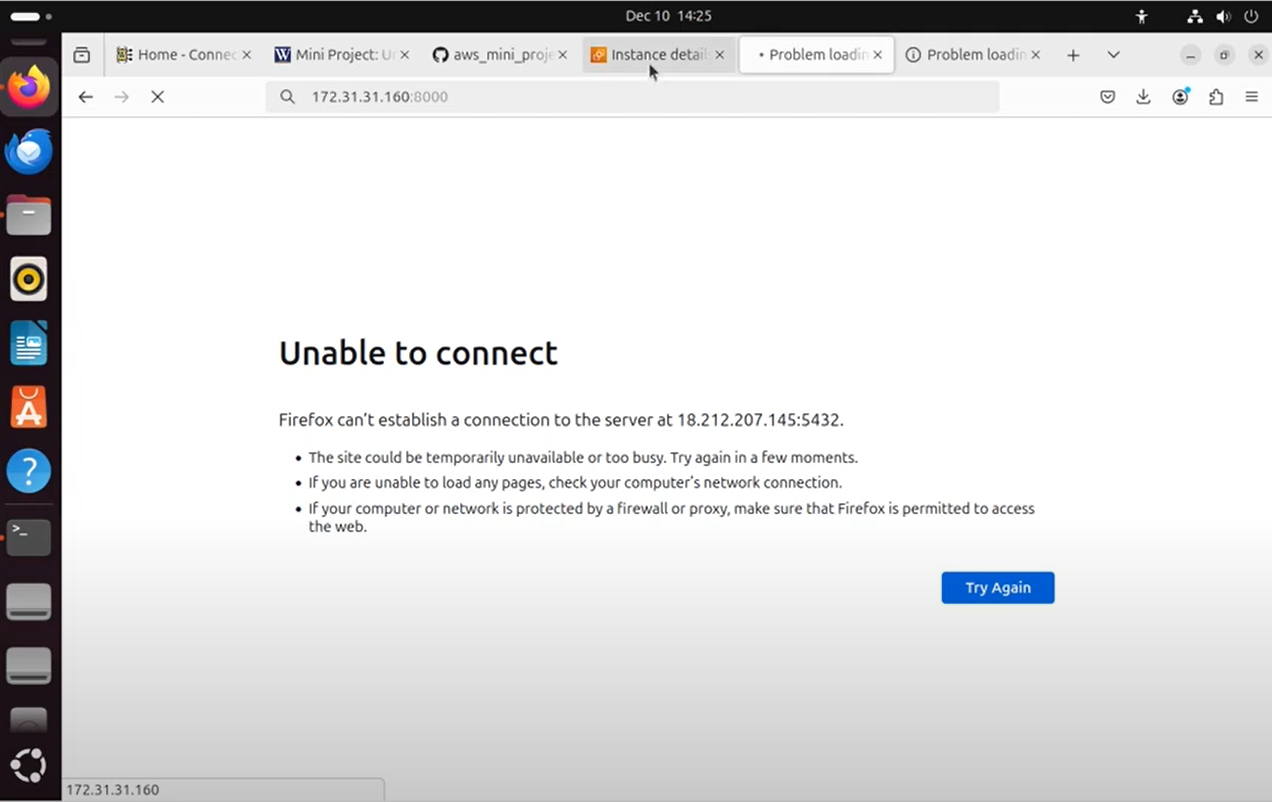 Dec 10 14:25
Home - Connec
Mini Project: U
aws_mini_proje
Instance details
Problem loadin
Problem loadin
172.31.31.160:8000
Unable to connect
Firefox can't establish a connection to the server at 18.212.207.145:5432.
• The site could be temporarily unavailable or too busy. Try again in a few moments.
• If you are unable to load any pages, check your computer's network connection.
• If your computer or network is protected by a firewall or proxy, make sure that Firefox is permitted to access
the web.
Try Again
172.31.31.160